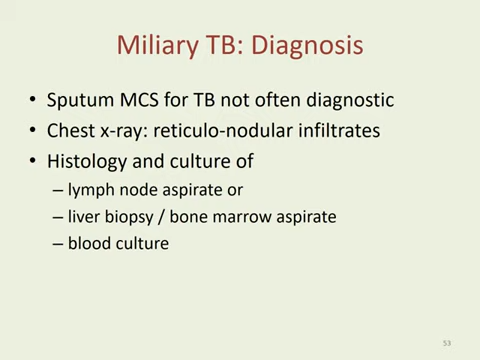 Miliary TB: Diagnosis
• Sputum MCS for TB not often diagnostic
• Chest x-ray: reticulo-nodular infiltrates
• Histology and culture of
– lymph node aspirate or
– liver biopsy / bone marrow aspirate
– blood culture
53